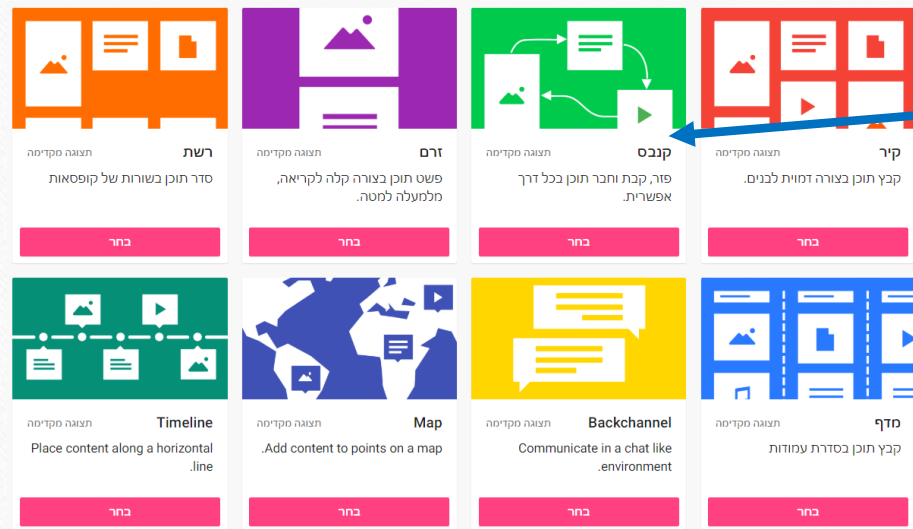 קיר תצוגה מקדימה
קבץ תוכן בצורה דמוית לבנים.
בחר
קנבס תצוגה מקדימה
פזר, קבת וחבר תוכן בכל דרך
אפשרית.
בחר
זרם תצוגה מקדימה
פשט תוכן בצורה קלה לקריאה,
מלמעלה למטה.
בחר
רשת תצוגה מקדימה
סדר תוכן בשורות של קופסאות
בחר
מדף תצוגה מקדימה
קבץ תוכן בסדרת עמודות
בחר
Backchannel תצוגה מקדימה
Communicate in a chat like
.environment
בחר
Map תצוגה מקדימה
.Add content to points on a map
בחר
Timeline תצוגה מקדימה
Place content along a horizontal
.line
בחר